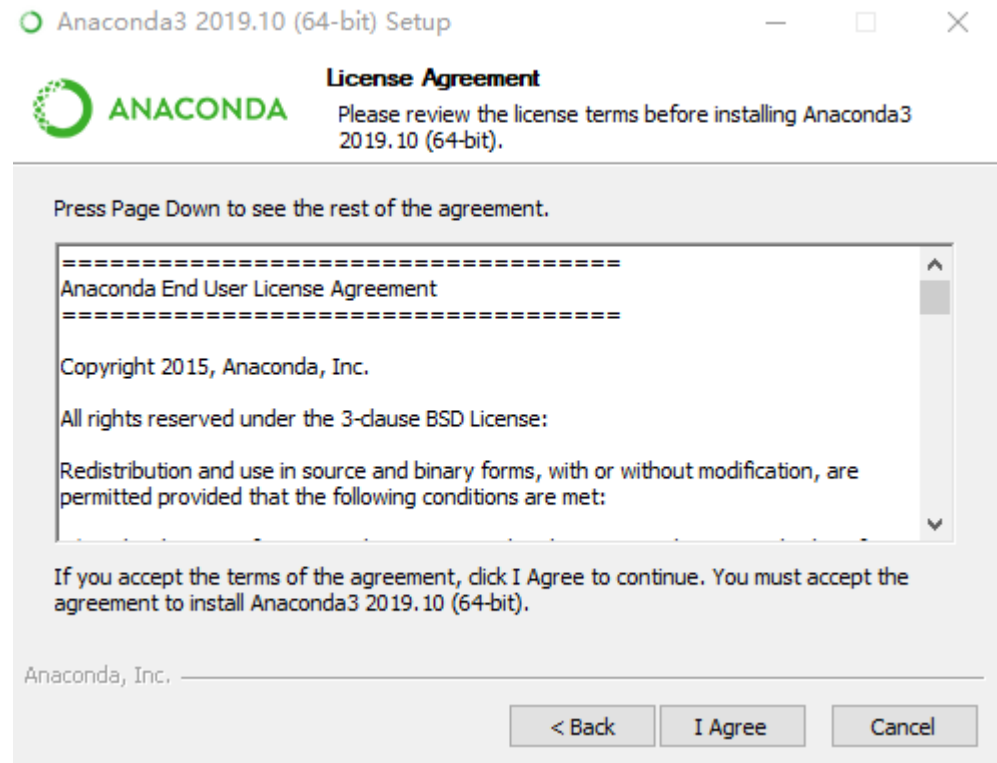 Anaconda3 2019.10 (64-bit) Setup
ANACONDA
License Agreement
Please review the license terms before installing Anaconda3
2019.10 (64-bit).
Press Page Down to see the rest of the agreement.
===================================
Anaconda End User License Agreement
===================================
Copyright 2015, Anaconda, Inc.
All rights reserved under the 3-clause BSD License:
Redistribution and use in source and binary forms, with or without modification, are
permitted provided that the following conditions are met:
If you accept the terms of the agreement, click I Agree to continue. You must accept the
agreement to install Anaconda3 2019.10 (64-bit).
Anaconda, Inc.
< Back
I Agree
Cancel